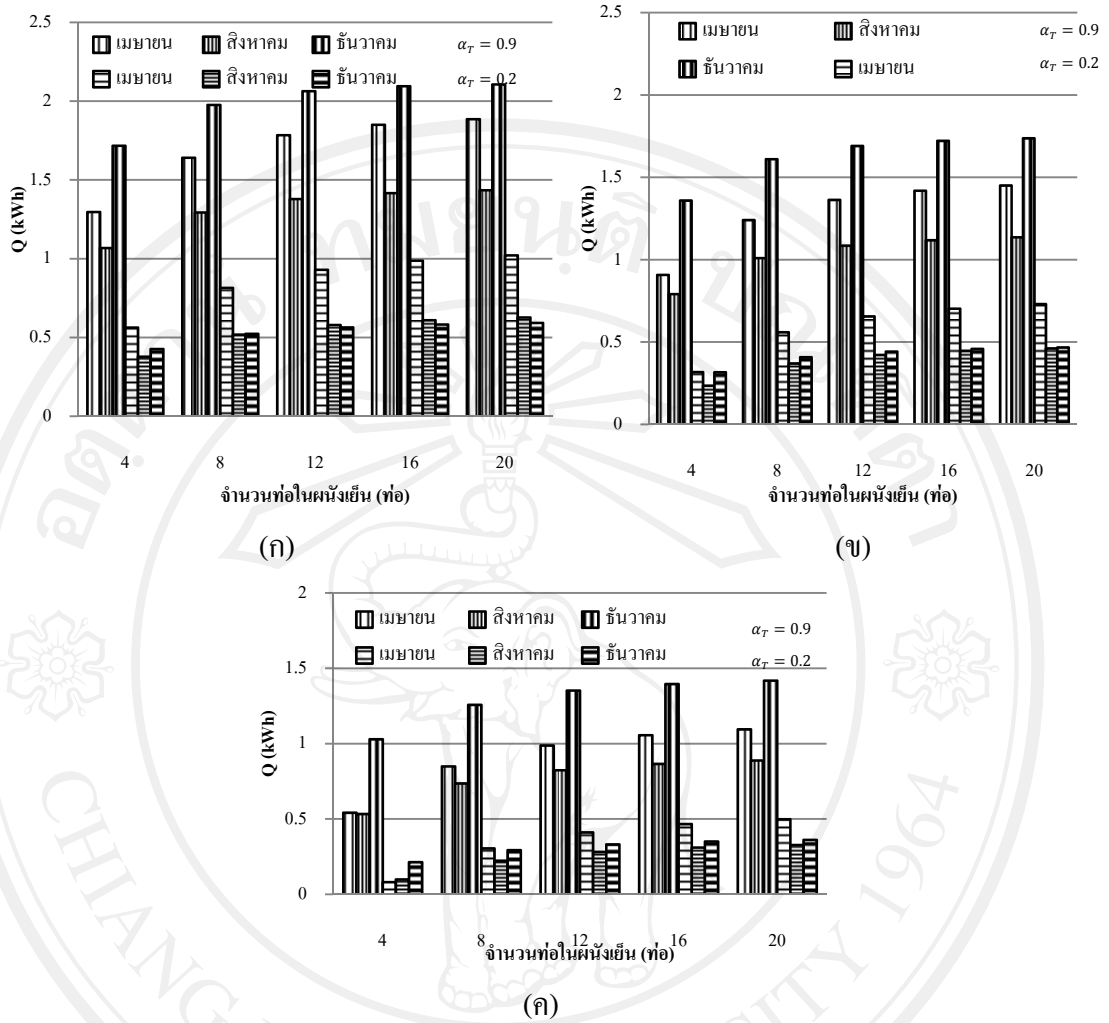 2.5
2
1.5
1
0.5
0
Q (kWh)
เมษายน สิงหาคม ธันวาคม α_T = 0.9
เมษายน สิงหาคม ธันวาคม α_T = 0.2
4 8 12 16 20
จำนวนท่อในผนังเย็น (ท่อ)
(ก)
2.5
2
1.5
1
0.5
0
Q (kWh)
เมษายน สิงหาคม α_T = 0.9
ธันวาคม เมษายน α_T = 0.2
4 8 12 16 20
จำนวนท่อในผนังเย็น (ท่อ)
(ข)
2
1.5
1
0.5
0
Q (kWh)
เมษายน สิงหาคม ธันวาคม α_T = 0.9
เมษายน สิงหาคม ธันวาคม α_T = 0.2
4 8 12 16 20
จำนวนท่อในผนังเย็น (ท่อ)
(ค)